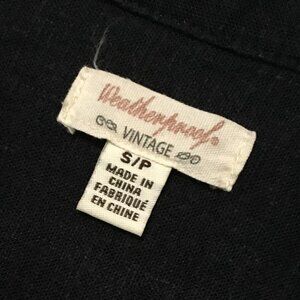 Weatherproof®
VINTAGE
S/P
MADE IN
CHINA
FABRIQUÉ
EN CHINE